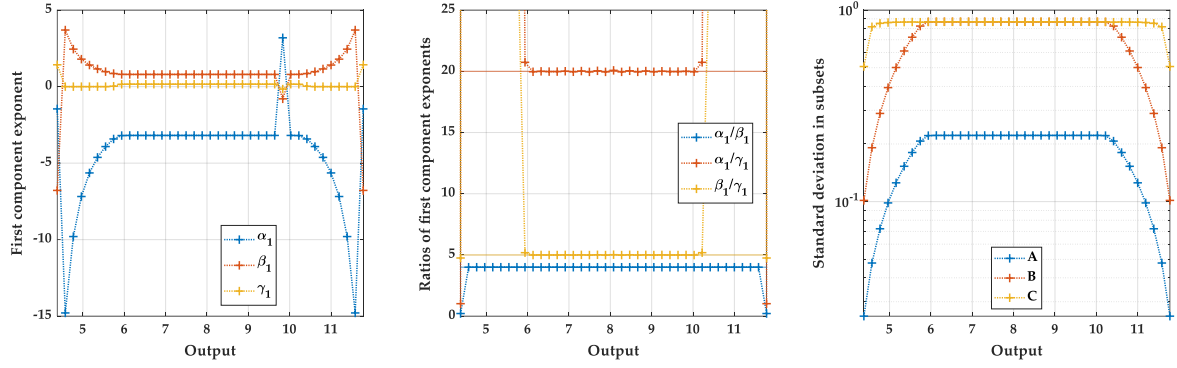 First component exponent
5
0
-5
-10
-15
α1
β1
γ1
5 6 7 8 9 10 11
Output
Ratios of first component exponents
25
20
15
10
5
0
α1/β1
α1/γ1
β1/γ1
5 6 7 8 9 10 11
Output
Standard deviation in subsets
10^0
10^-1
A
B
C
5 6 7 8 9 10 11
Output